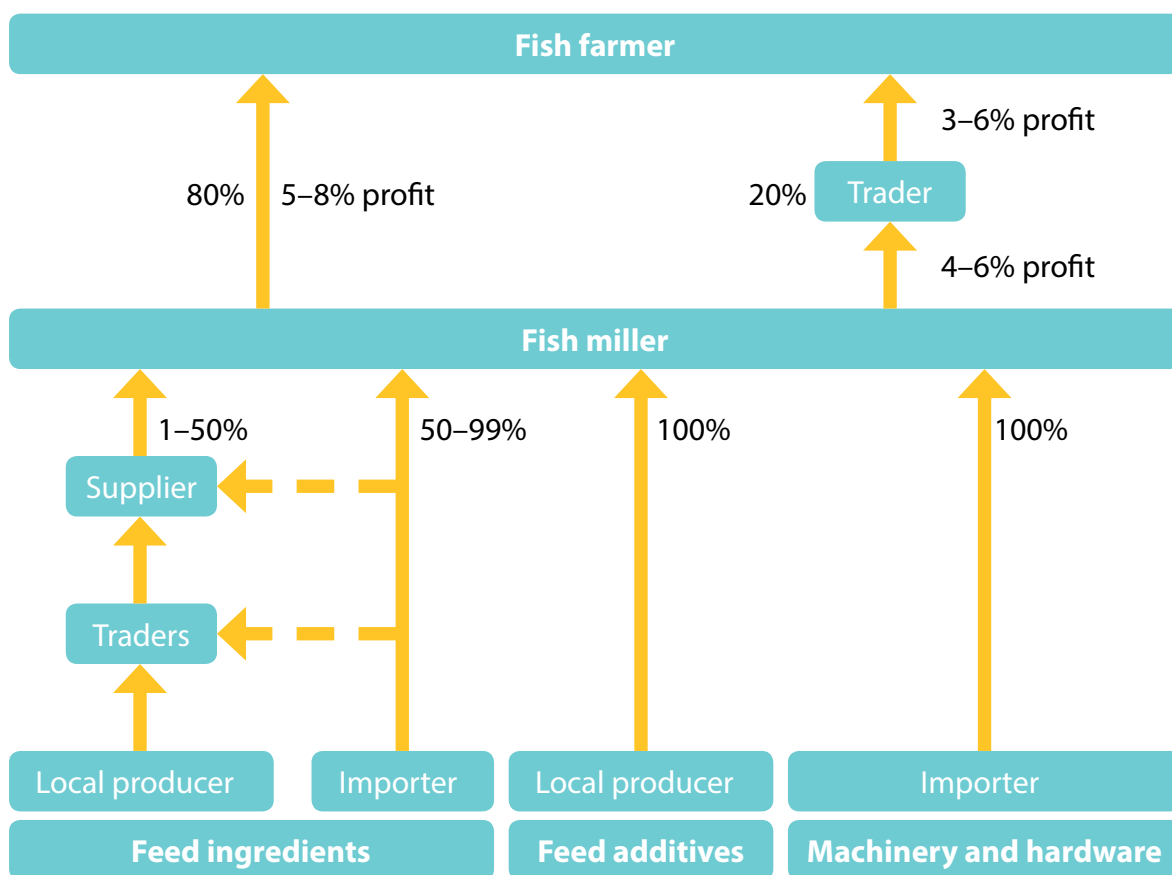 Fish farmer
3–6% profit
80%
5–8% profit
20%
Trader
4–6% profit
Fish miller
1–50%
50–99%
100%
100%
Supplier
Traders
Local producer
Importer
Local producer
Importer
Feed ingredients
Feed additives
Machinery and hardware